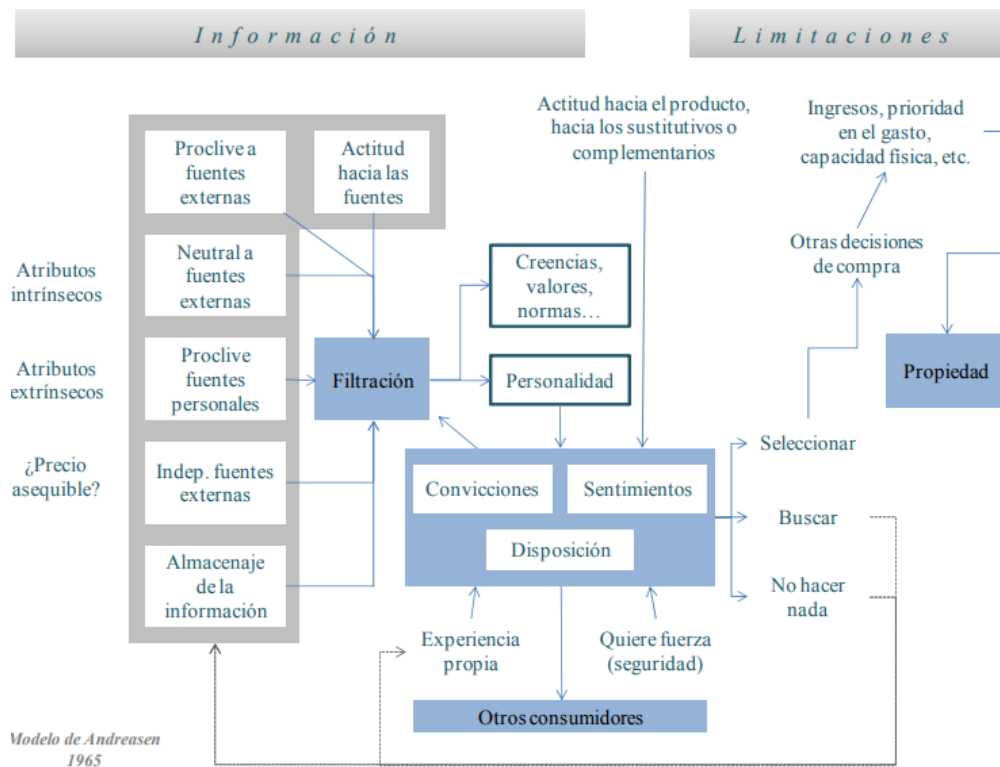 Información
Limitaciones
Actitud hacia el producto,
hacia los sustitutivos o
complementarios
Ingresos, prioridad
en el gasto,
capacidad física, etc.
Proclive a
fuentes
externas
Actitud
hacia las
fuentes
Otras decisiones
de compra
Atributos
intrínsecos
Neutral a
fuentes
externas
Creencias,
valores,
normas…
Atributos
extrínsecos
Proclive
fuentes
personales
Filtración
Personalidad
Propiedad
¿Precio
asequible?
Indep. fuentes
externas
Convicciones
Sentimientos
Disposición
Seleccionar
Buscar
No hacer
nada
Almacenaje
de la
información
Experiencia
propia
Quiere fuerza
(seguridad)
Otros consumidores
Modelo de Andreasen
1965